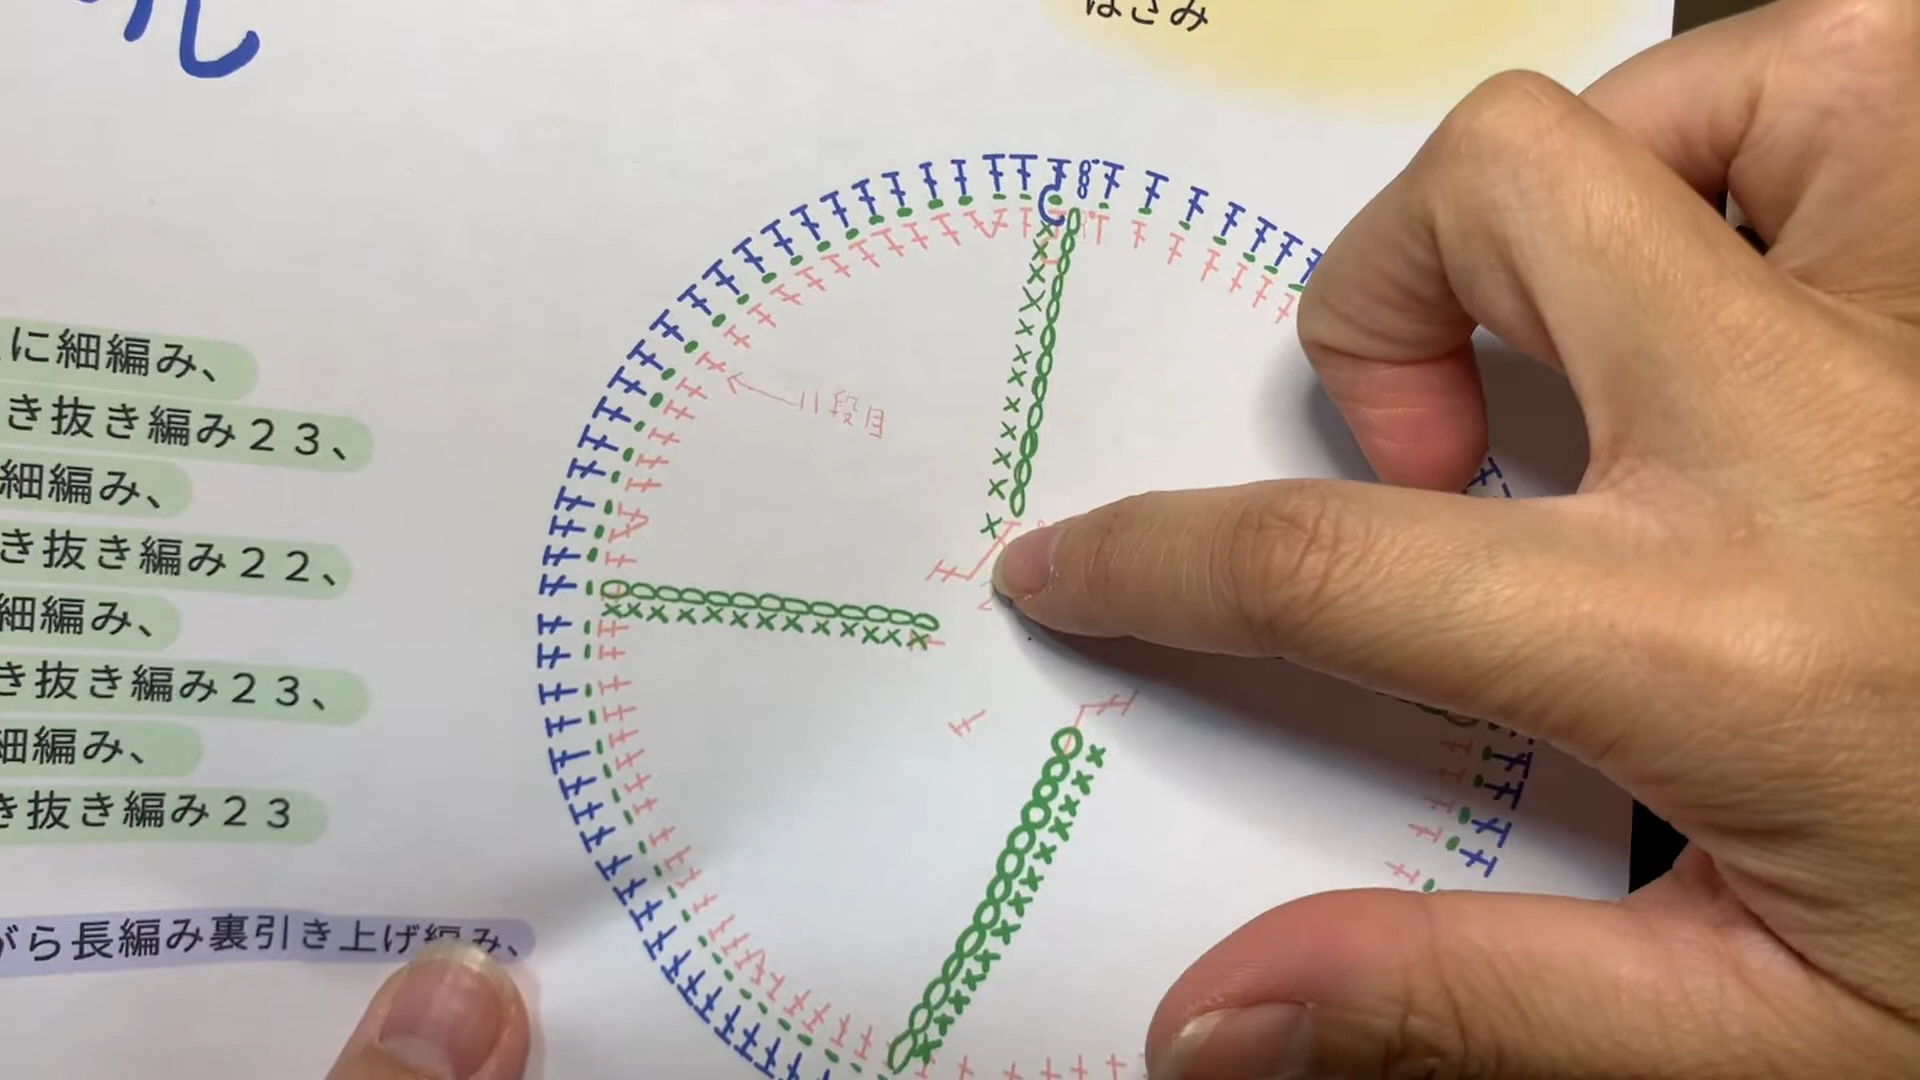 はさみ
に細編み、
き抜き編み２３、
細編み、
き抜き編み２２、
細編み、
き抜き編み２３、
細編み、
き抜き編み２３
がら長編み裏引き上げ編み、
11段目